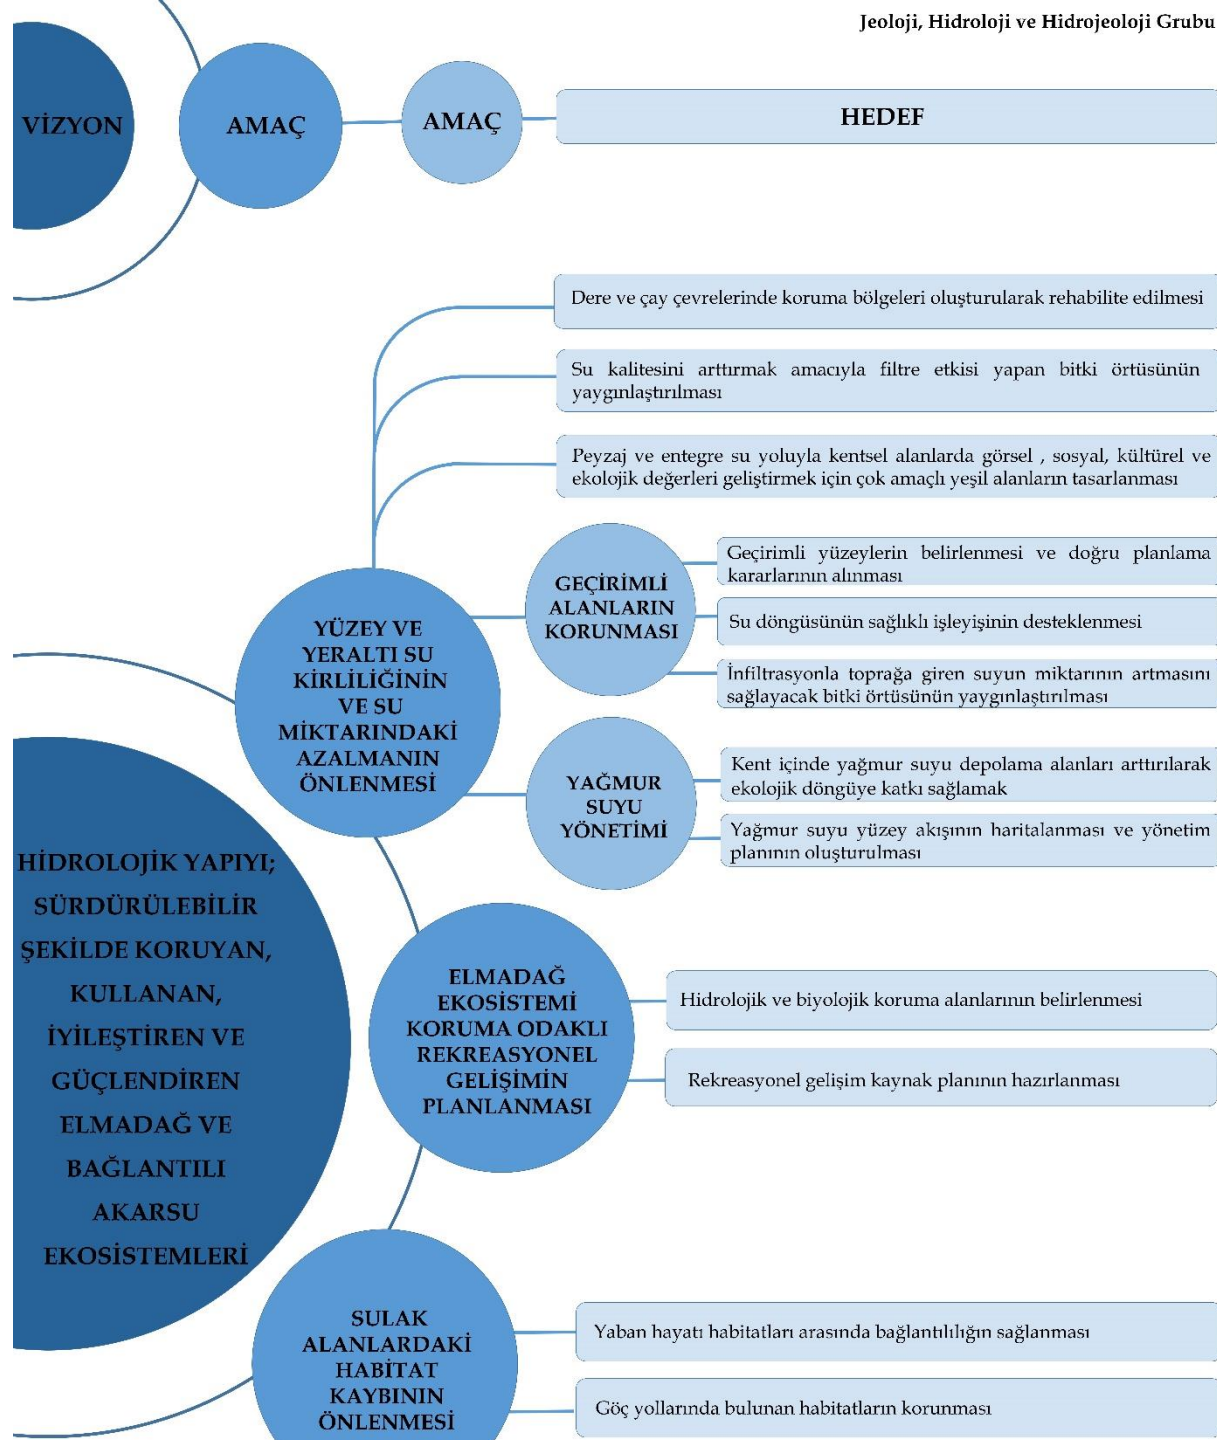 Jeoloji, Hidroloji ve Hidrojeoloji Grubu
VİZYON
AMAÇ
AMAÇ
HEDEF
Dere ve çay çevrelerinde koruma bölgeleri oluşturularak rehabilite edilmesi
Su kalitesini arttırmak amacıyla filtre etkisi yapan bitki örtüsünün
yaygınlaştırılması
Peyzaj ve entegre su yoluyla kentsel alanlarda görsel , sosyal, kültürel ve
ekolojik değerleri geliştirmek için çok amaçlı yeşil alanların tasarlanması
YÜZEY VE
YERALTI SU
KİRLİLİĞİNİN
VE SU
MİKTARINDAKİ
AZALMANIN
ÖNLENMESİ
GEÇİRİMLİ
ALANLARIN
KORUNMASI
Geçirimli yüzeylerin belirlenmesi ve doğru planlama
kararlarının alınması
Su döngüsünün sağlıklı işleyişinin desteklenmesi
İnfiltrasyonla toprağa giren suyun miktarının artmasını
sağlayacak bitki örtüsünün yaygınlaştırılması
YAĞMUR
SUYU
YÖNETİMİ
Kent içinde yağmur suyu depolama alanları arttırılarak
ekolojik döngüye katkı sağlamak
Yağmur suyu yüzey akışının haritalanması ve yönetim
planının oluşturulması
HİDROLOJİK YAPIYI;
SÜRDÜRÜLEBİLİR
ŞEKİLDE KORUYAN,
KULLANAN,
İYİLEŞTİREN VE
GÜÇLENDİREN
ELMADAĞ VE
BAĞLANTILI
AKARSU
EKOSİSTEMLERİ
ELMADAĞ
EKOSİSTEMİ
KORUMA ODAKLI
REKREASYONEL
GELİŞİMİN
PLANLANMASI
Hidrolojik ve biyolojik koruma alanlarının belirlenmesi
Rekreasyonel gelişim kaynak planının hazırlanması
SULAK
ALANLARDAKİ
HABİTAT
KAYBININ
ÖNLENMESİ
Yaban hayatı habitatları arasında bağlantılılığın sağlanması
Göç yollarında bulunan habitatların korunması